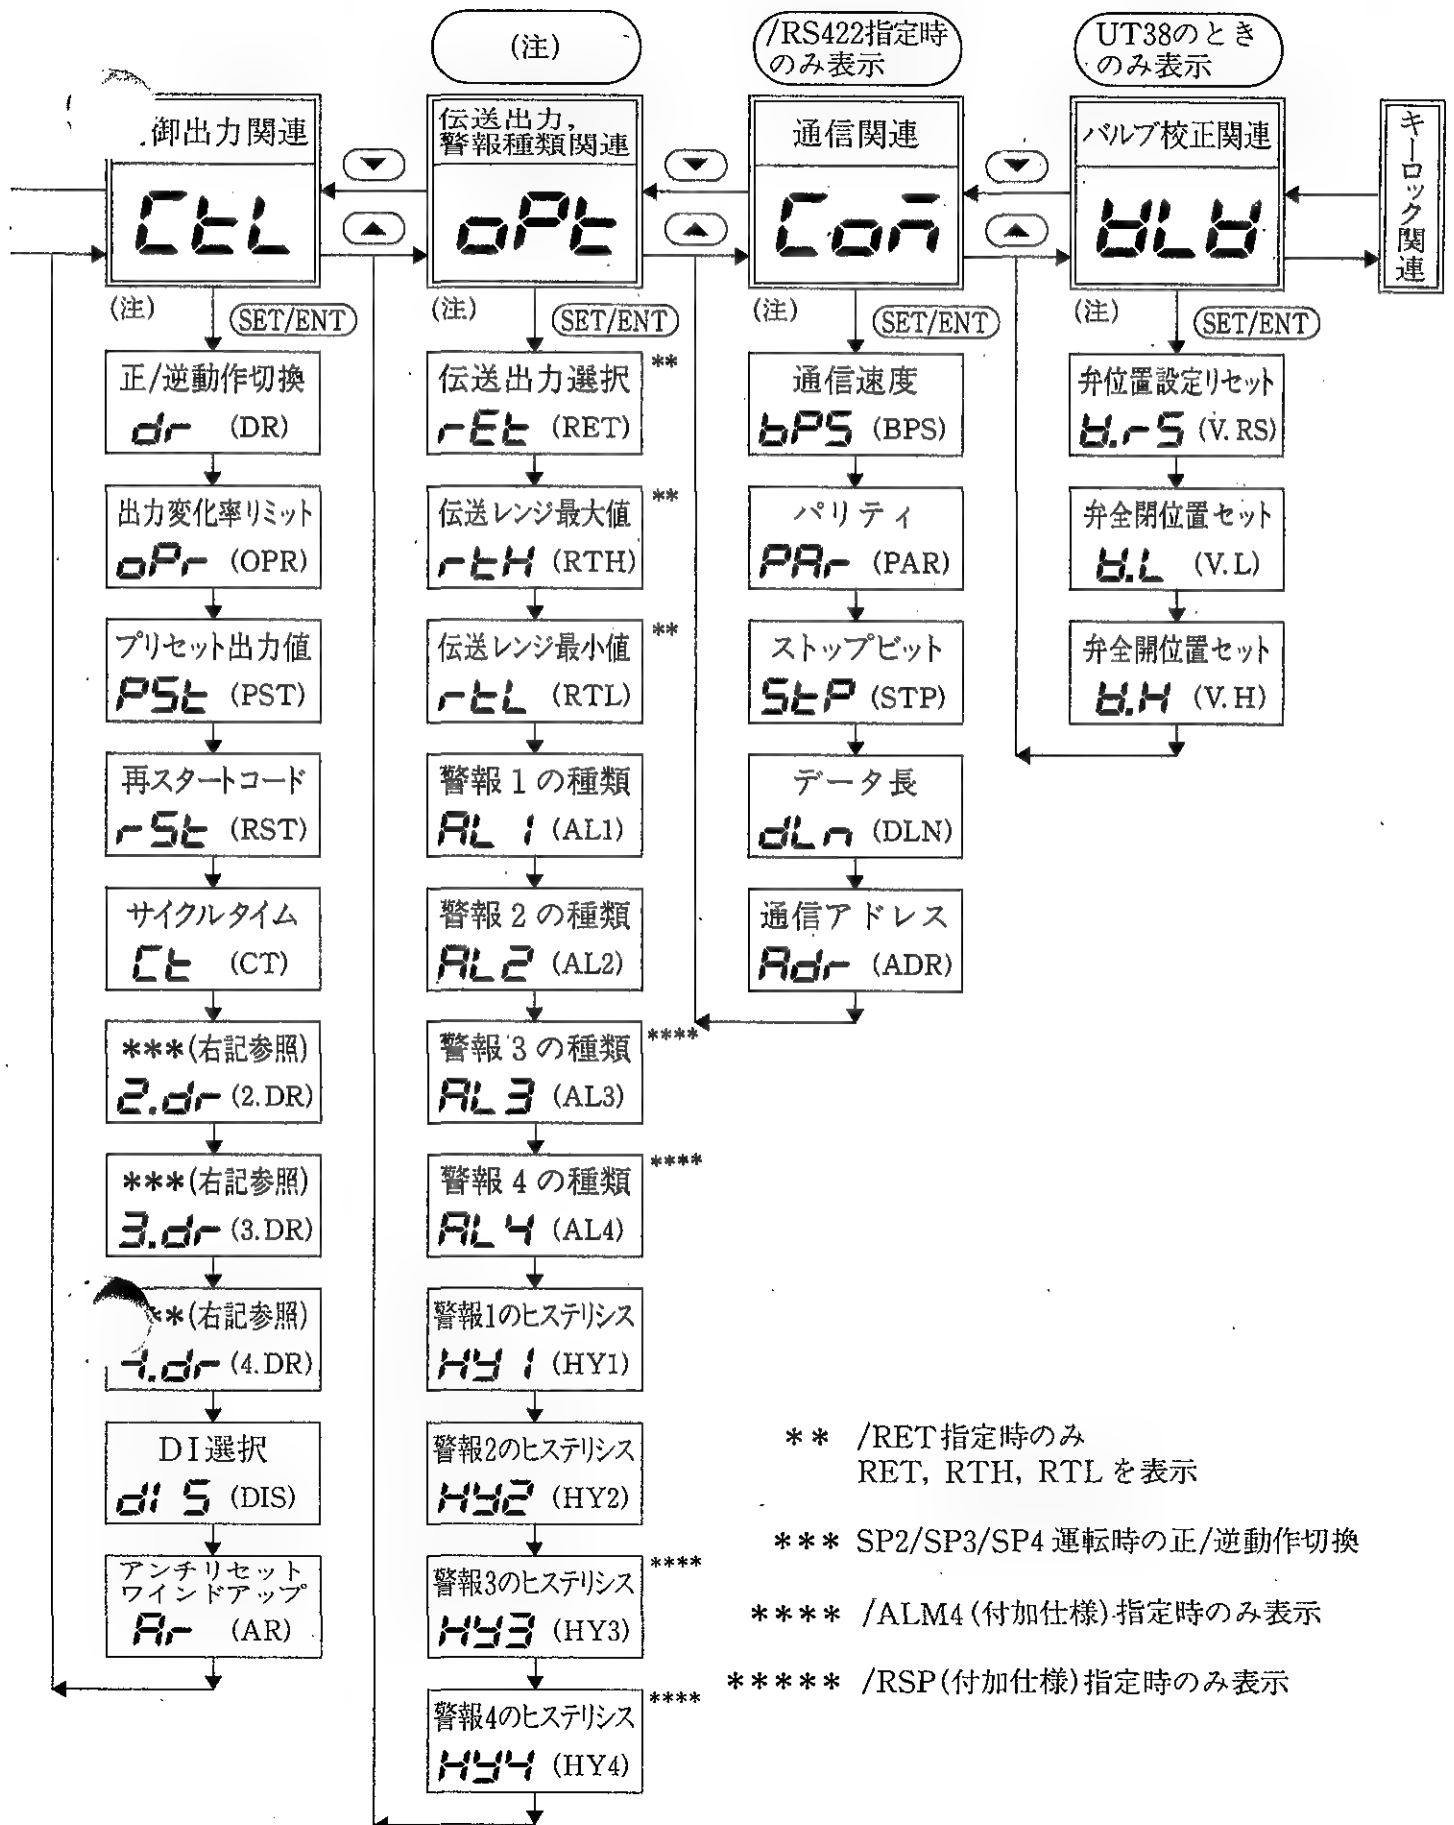 (注)
/RS422指定時
のみ表示
UT38のとき
のみ表示
御出力関連
CtL
(注)
SET/ENT
正/逆動作切換
dr (DR)
出力変化率リミット
oPr (OPR)
プリセット出力値
PSt (PST)
再スタートコード
rSt (RST)
サイクルタイム
Ct (CT)
***(右記参照)
2.dr (2.DR)
***(右記参照)
3.dr (3.DR)
**(右記参照)
.dr (4.DR)
DI選択
dI S (DIS)
アンチリセット
ワインドアップ
Ar (AR)
▼
▲
伝送出力,
警報種類関連
oPt
(注)
SET/ENT
伝送出力選択 **
rEt (RET)
伝送レンジ最大値 **
rtH (RTH)
伝送レンジ最小値 **
rtL (RTL)
警報1の種類
AL1 (AL1)
警報2の種類
AL2 (AL2)
警報3の種類 ****
AL3 (AL3)
警報4の種類 ****
AL4 (AL4)
警報1のヒステリシス
HY1 (HY1)
警報2のヒステリシス
HY2 (HY2)
警報3のヒステリシス ****
HY3 (HY3)
警報4のヒステリシス ****
HY4 (HY4)
▼
▲
通信関連
Com
(注)
SET/ENT
通信速度
bPS (BPS)
パリティ
PAr (PAR)
ストップビット
StP (STP)
データ長
dLn (DLN)
通信アドレス
Adr (ADR)
▼
▲
バルブ校正関連
VLV
(注)
SET/ENT
弁位置設定リセット
V.rS (V.RS)
弁全閉位置セット
V.L (V.L)
弁全開位置セット
V.H (V.H)
キーロック関連
** /RET指定時のみ
RET, RTH, RTLを表示
*** SP2/SP3/SP4運転時の正/逆動作切換
**** /ALM4(付加仕様)指定時のみ表示
***** /RSP(付加仕様)指定時のみ表示